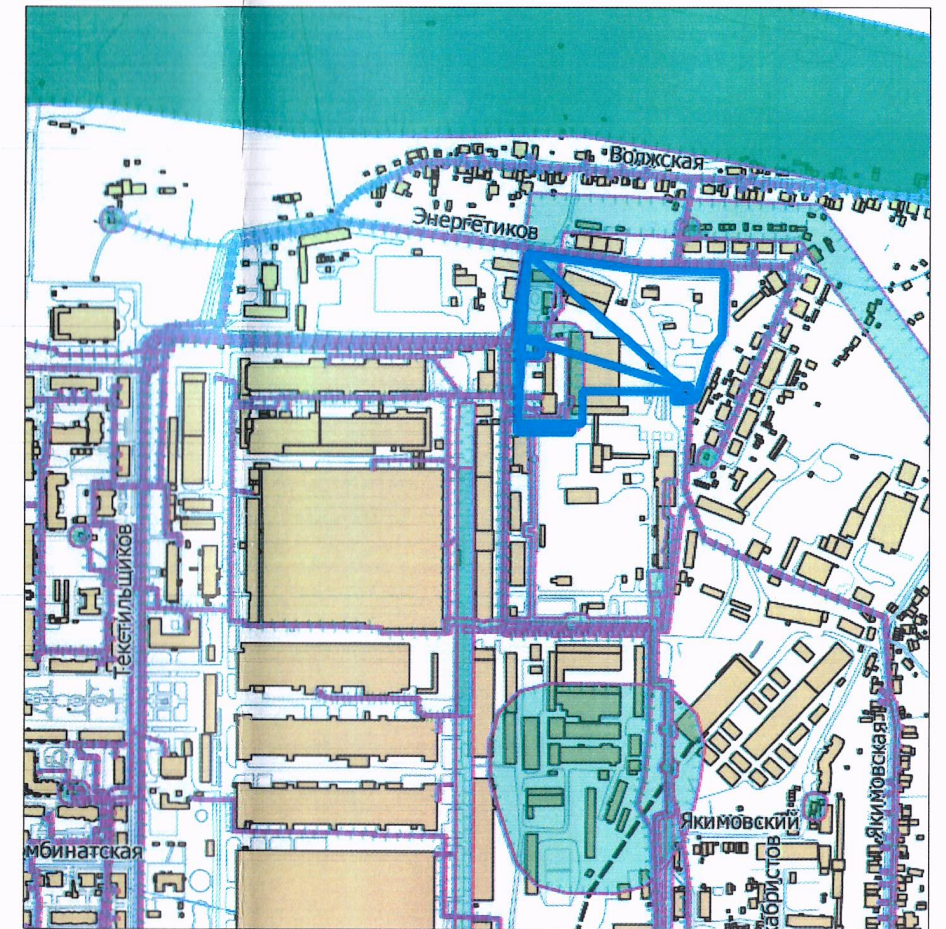 Волжская
Энергетиков
Текстильщиков
мбинатская
Якимовский
Якимовская
абристов